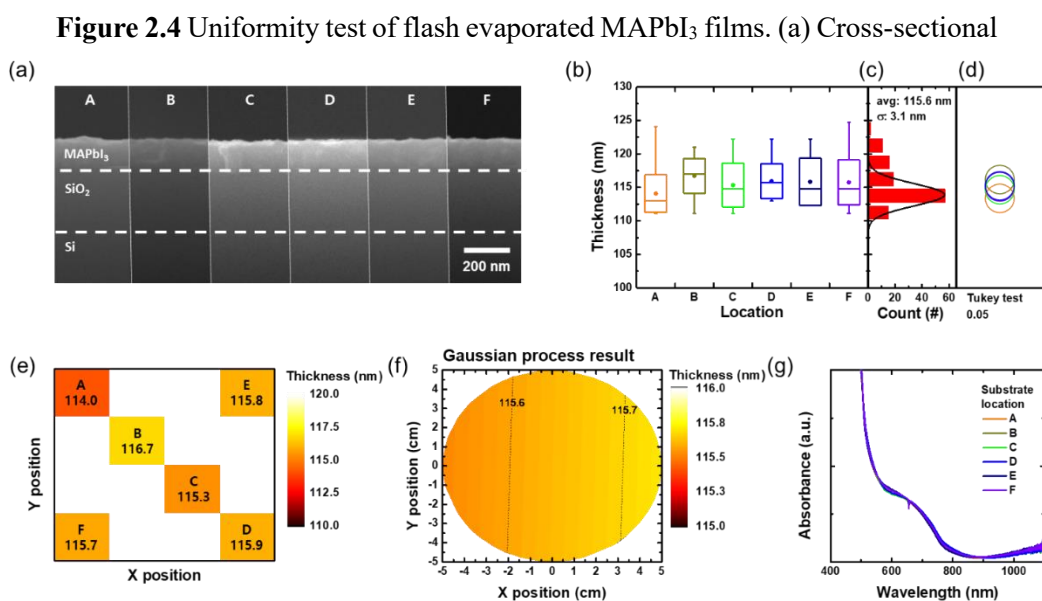 Figure 2.4 Uniformity test of flash evaporated MAPbI₃ films. (a) Cross-sectional
(a)
A B C D E F
MAPbI₃
SiO₂
Si
200 nm
(b)
Thickness (nm)
130
125
120
115
110
105
100
A B C D E F
Location
(c)
avg: 115.6 nm
σ: 3.1 nm
0 20 40 60
Count (#)
(d)
Tukey test
0.05
(e)
Thickness (nm)
120.0
117.5
115.0
112.5
110.0
A
114.0
E
115.8
B
116.7
C
115.3
F
115.7
D
115.9
Y position
X position
(f)
Gaussian process result
Thickness (nm)
116.0
115.8
115.5
115.3
115.0
115.6
115.7
5
4
3
2
1
0
-1
-2
-3
-4
-5
Y position (cm)
-5 -4 -3 -2 -1 0 1 2 3 4 5
X position (cm)
(g)
Substrate
location
A
B
C
D
E
F
Absorbance (a.u.)
400 600 800 1000
Wavelength (nm)